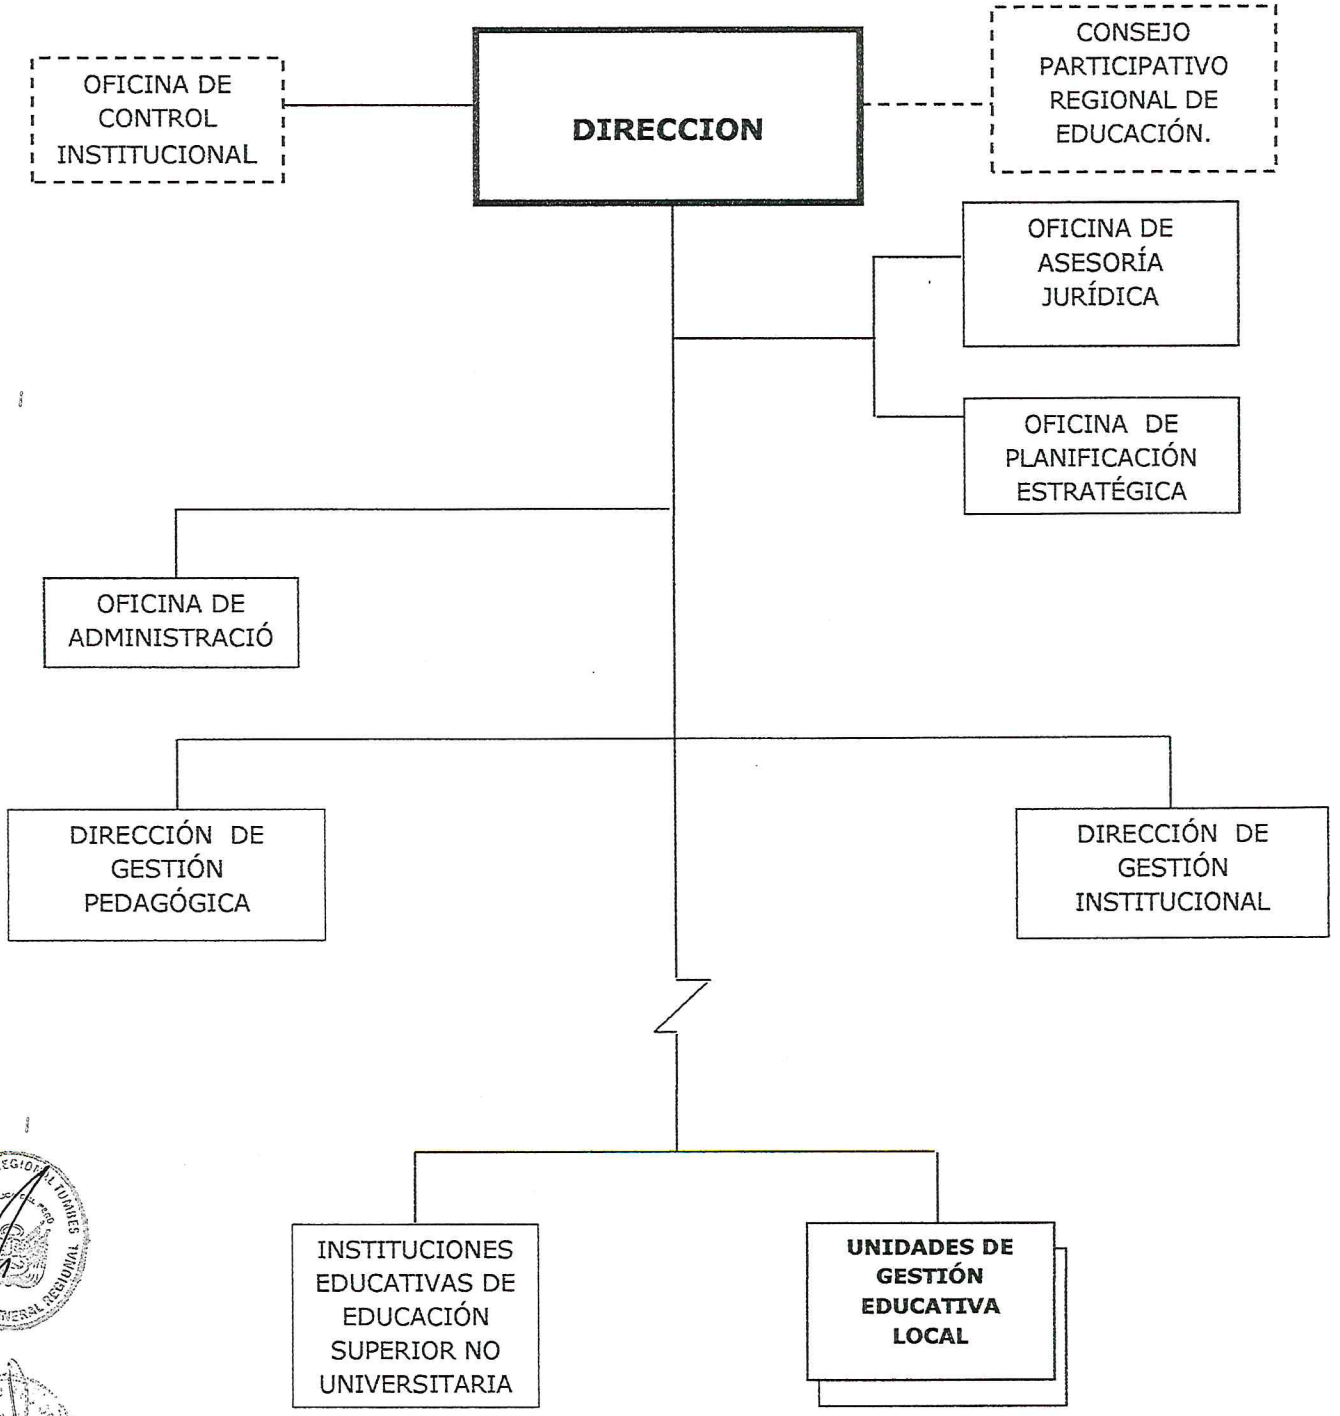 OFICINA DE
CONTROL
INSTITUCIONAL
DIRECCION
CONSEJO
PARTICIPATIVO
REGIONAL DE
EDUCACIÓN.
OFICINA DE
ASESORÍA
JURÍDICA
OFICINA DE
PLANIFICACIÓN
ESTRATÉGICA
OFICINA DE
ADMINISTRACIÓ
DIRECCIÓN DE
GESTIÓN
PEDAGÓGICA
DIRECCIÓN DE
GESTIÓN
INSTITUCIONAL
INSTITUCIONES
EDUCATIVAS DE
EDUCACIÓN
SUPERIOR NO
UNIVERSITARIA
UNIDADES DE
GESTIÓN
EDUCATIVA
LOCAL
TUMBES
REGIONAL